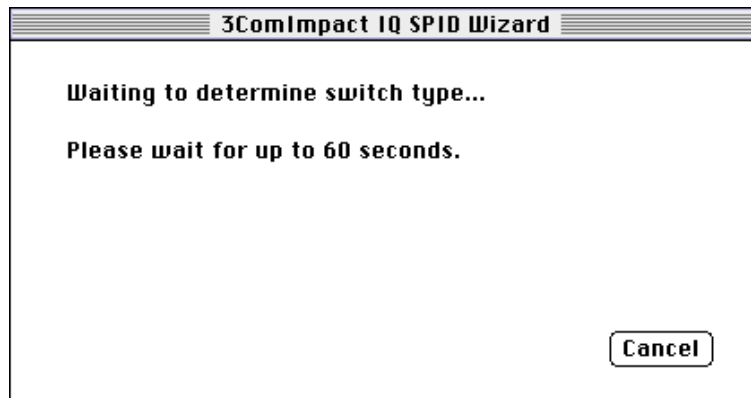 3ComImpact IQ SPID Wizard
Waiting to determine switch type...
Please wait for up to 60 seconds.
Cancel